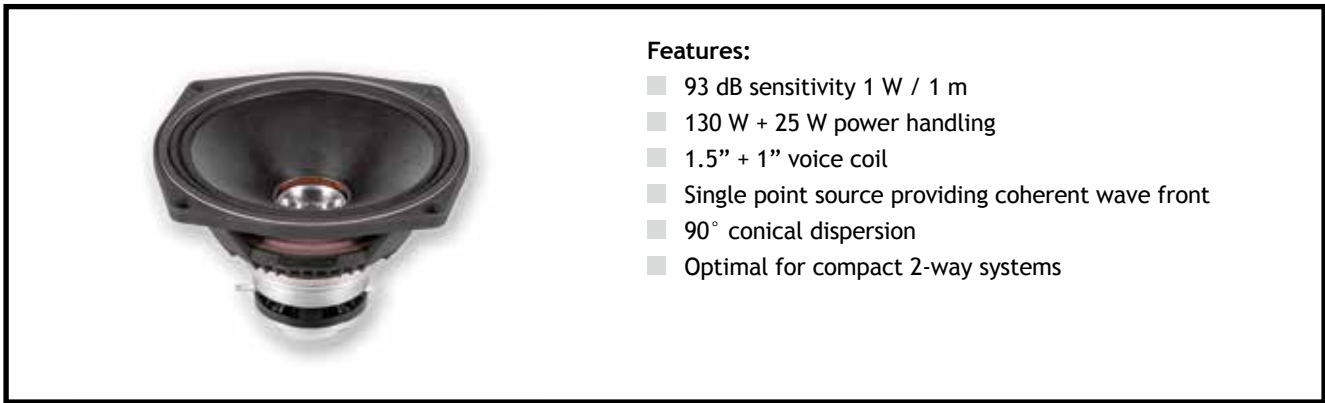 Features:
93 dB sensitivity 1 W / 1 m
130 W + 25 W power handling
1.5” + 1” voice coil
Single point source providing coherent wave front
90° conical dispersion
Optimal for compact 2-way systems